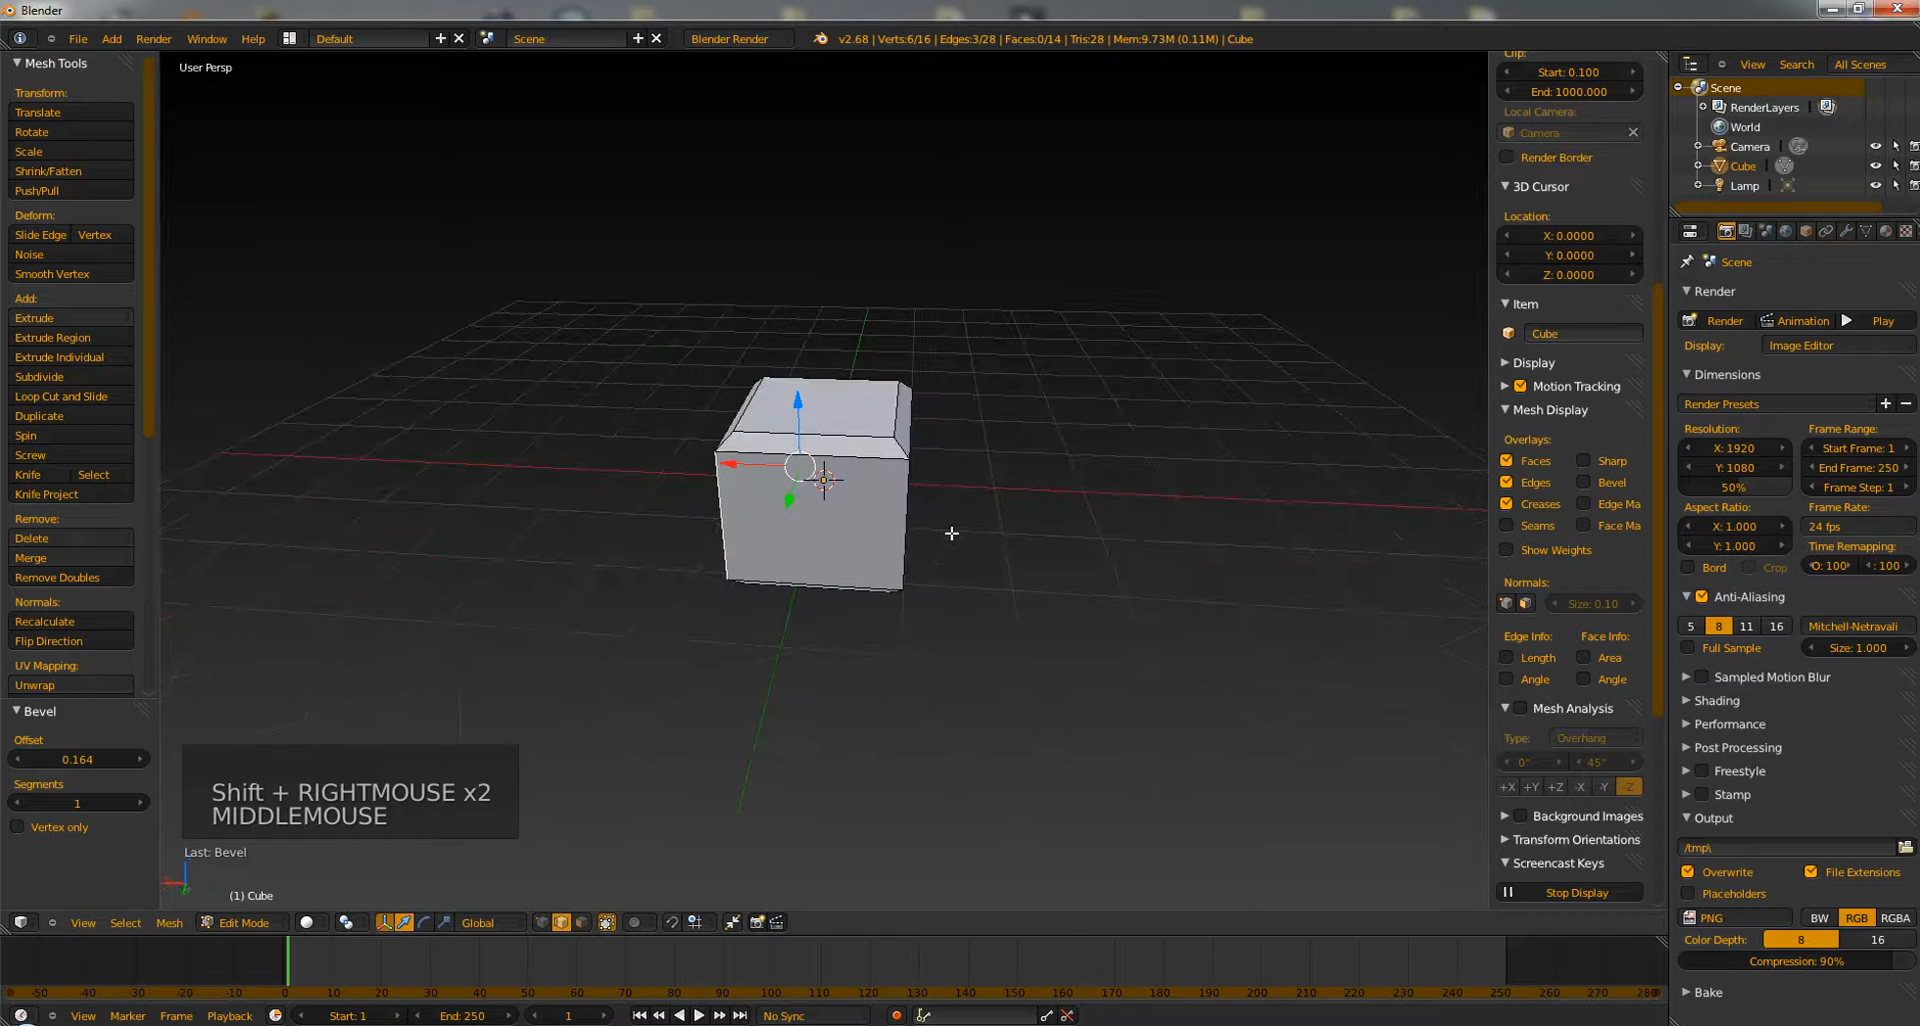 Blender
File Add Render Window Help Default Scene Blender Render v2.68 | Verts:6/16 | Edges:3/28 | Faces:0/14 | Tris:28 | Mem:9.73M (0.11M) | Cube
Mesh Tools
Transform:
Translate
Rotate
Scale
Shrink/Fatten
Push/Pull
Deform:
Slide Edge Vertex
Noise
Smooth Vertex
Add:
Extrude
Extrude Region
Extrude Individual
Subdivide
Loop Cut and Slide
Duplicate
Spin
Screw
Knife Select
Knife Project
Remove:
Delete
Merge
Remove Doubles
Normals:
Recalculate
Flip Direction
UV Mapping:
Unwrap
Bevel
Offset
0.164
Segments
1
Vertex only
User Persp
Shift + RIGHTMOUSE x2
MIDDLEMOUSE
Last: Bevel
(1) Cube
View Select Mesh Edit Mode Global
Clip:
Start: 0.100
End: 1000.000
Local Camera:
Camera
Render Border
3D Cursor
Location:
X: 0.0000
Y: 0.0000
Z: 0.0000
Item
Cube
Display
Motion Tracking
Mesh Display
Overlays:
Faces Sharp
Edges Bevel
Creases Edge Ma
Seams Face Ma
Show Weights
Normals:
Size: 0.10
Edge Info: Face Info:
Length Area
Angle Angle
Mesh Analysis
Type: Overhang
0° 45°
+X +Y +Z -X -Y -Z
Background Images
Transform Orientations
Screencast Keys
Stop Display
View Search All Scenes
Scene
RenderLayers
World
Camera
Cube
Lamp
Scene
Render
Render Animation Play
Display: Image Editor
Dimensions
Render Presets
Resolution: Frame Range:
X: 1920 Start Frame: 1
Y: 1080 End Frame: 250
50% Frame Step: 1
Aspect Ratio: Frame Rate:
X: 1.000 24 fps
Y: 1.000 Time Remapping:
Bord Crop O: 100 : 100
Anti-Aliasing
5 8 11 16 Mitchell-Netravali
Full Sample Size: 1.000
Sampled Motion Blur
Shading
Performance
Post Processing
Freestyle
Stamp
Output
/tmp\
Overwrite File Extensions
Placeholders
PNG BW RGB RGBA
Color Depth: 8 16
Compression: 90%
Bake
-50 -40 -30 -20 -10 0 10 20 30 40 50 60 70 80 90 100 110 120 130 140 150 160 170 180 190 200 210 220 230 240 250 260 270 280
View Marker Frame Playback Start: 1 End: 250 1 No Sync